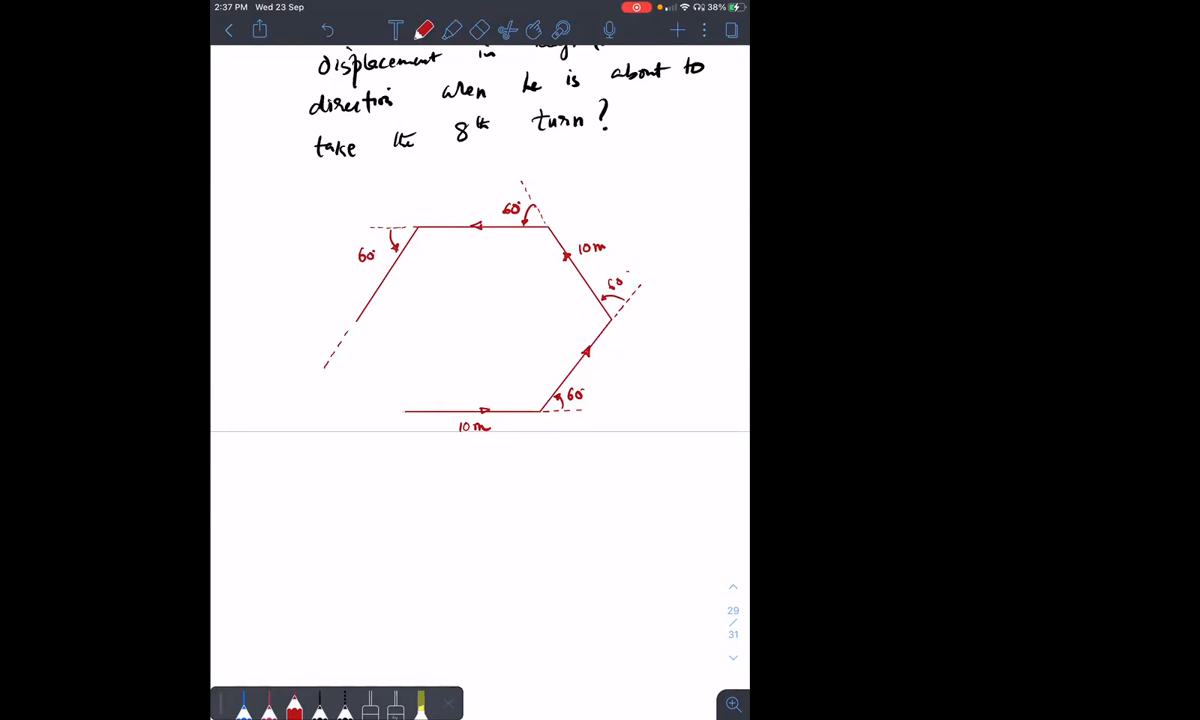 2:37 PM Wed 23 Sep
38%
T
displacement in
direction when he is about to
take the 8th turn?
60°
10m
60°
60°
60°
10m
29
/
31